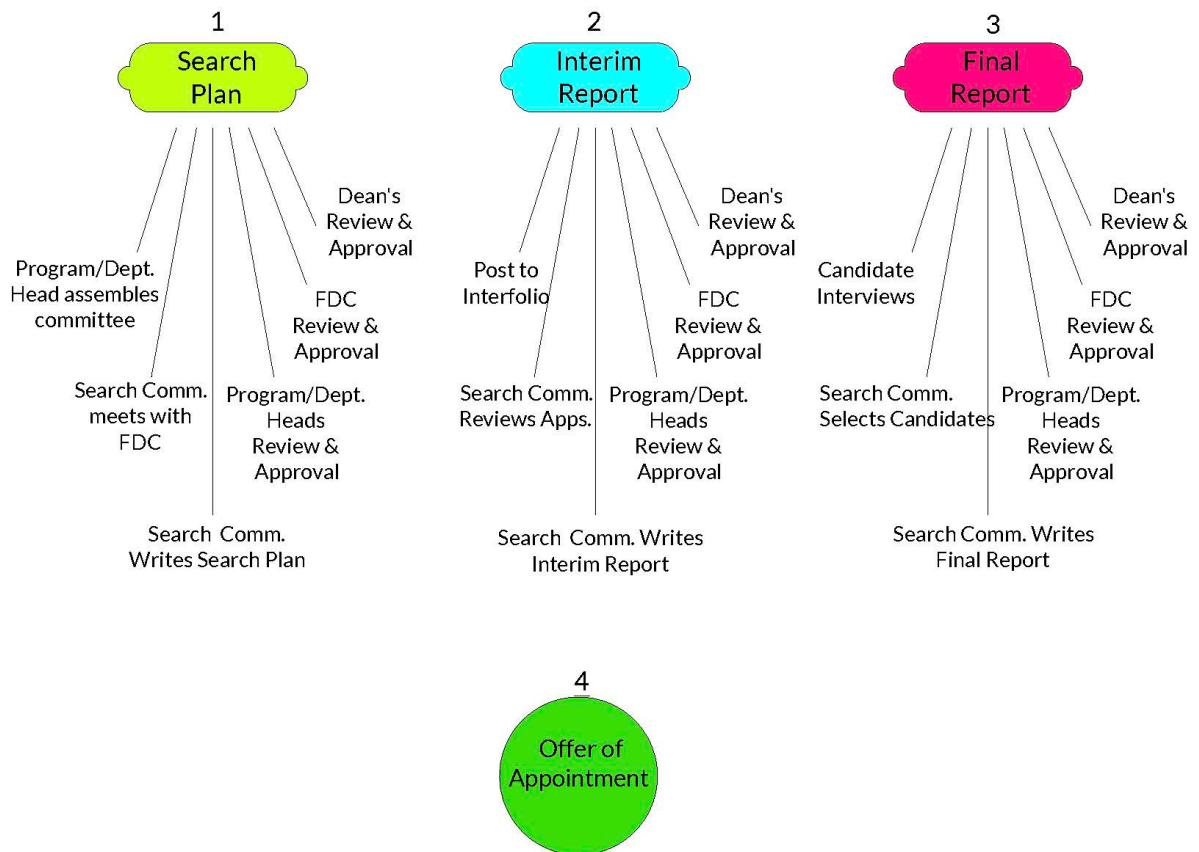 1
Search
Plan
Program/Dept.
Head assembles
committee
Search Comm.
meets with
FDC
Search Comm.
Writes Search Plan
Program/Dept.
Heads
Review &
Approval
FDC
Review &
Approval
Dean's
Review &
Approval
2
Interim
Report
Post to
Interfolio
Search Comm.
Reviews Apps.
Search Comm. Writes
Interim Report
Program/Dept.
Heads
Review &
Approval
FDC
Review &
Approval
Dean's
Review &
Approval
3
Final
Report
Candidate
Interviews
Search Comm.
Selects Candidates
Search Comm. Writes
Final Report
Program/Dept.
Heads
Review &
Approval
FDC
Review &
Approval
Dean's
Review &
Approval
4
Offer of
Appointment